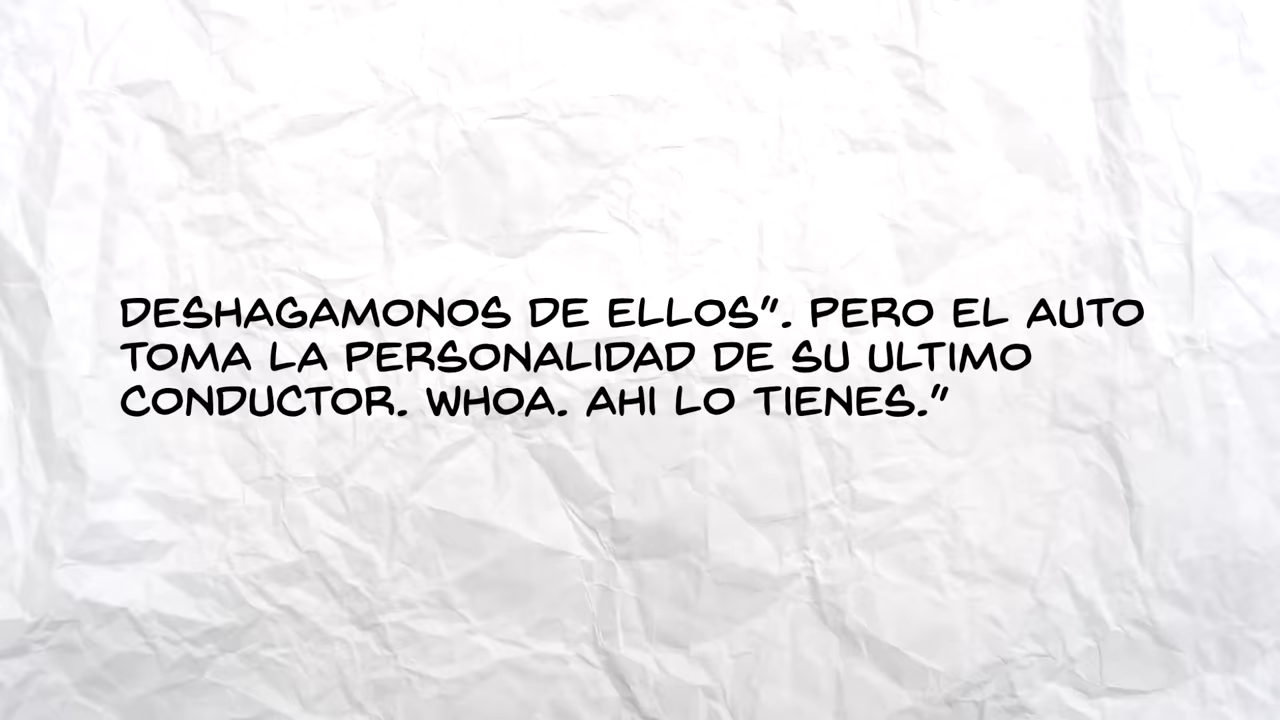 DESHAGAMONOS DE ELLOS". PERO EL AUTO
TOMA LA PERSONALIDAD DE SU ULTIMO
CONDUCTOR. WHOA. AHI LO TIENES."